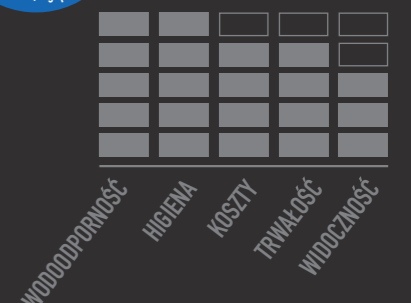 WODOODPORNOŚĆ
HIGIENA
KOSZTY
TRWAŁOŚĆ
WIDOCZNOŚĆ